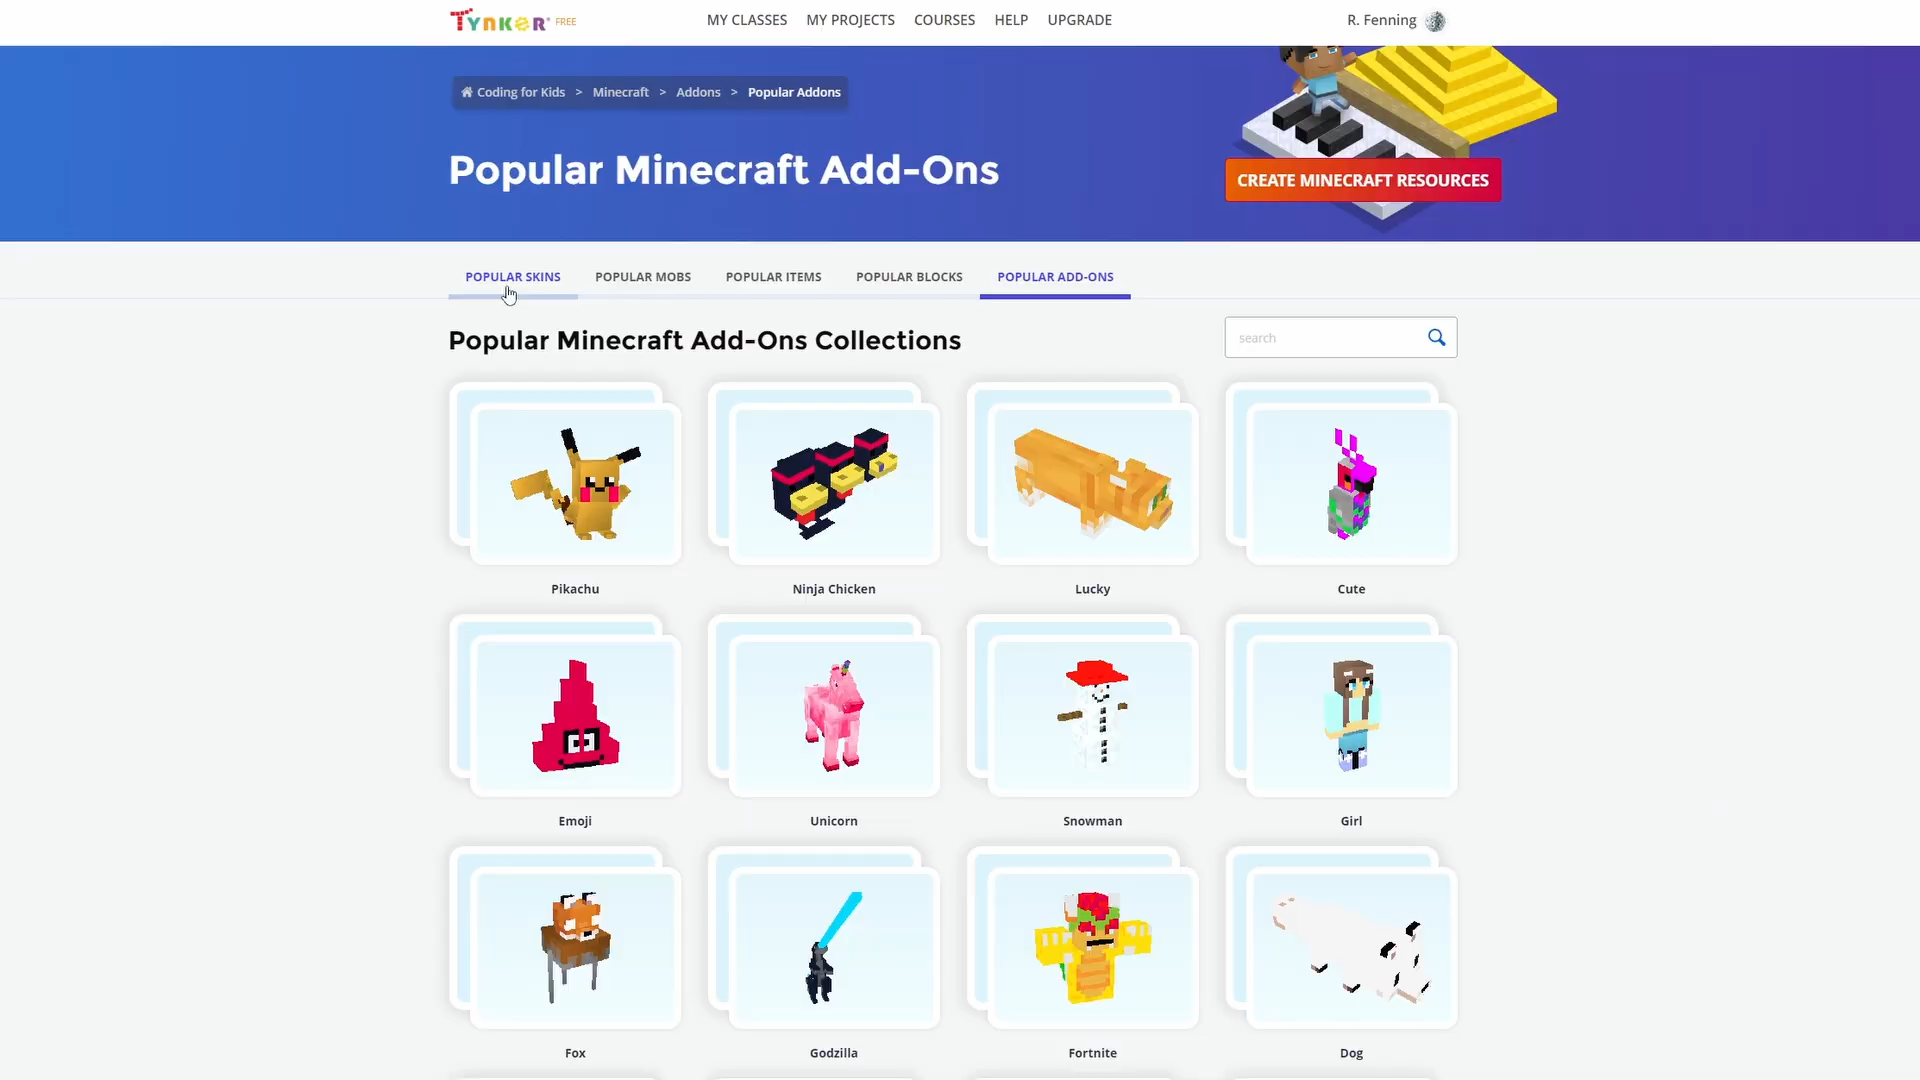 TYNKER FREE
MY CLASSES MY PROJECTS COURSES HELP UPGRADE
R. Fenning
Coding for Kids > Minecraft > Addons > Popular Addons
Popular Minecraft Add-Ons
CREATE MINECRAFT RESOURCES
POPULAR SKINS POPULAR MOBS POPULAR ITEMS POPULAR BLOCKS POPULAR ADD-ONS
Popular Minecraft Add-Ons Collections
search
Pikachu
Ninja Chicken
Lucky
Cute
Emoji
Unicorn
Snowman
Girl
Fox
Godzilla
Fortnite
Dog